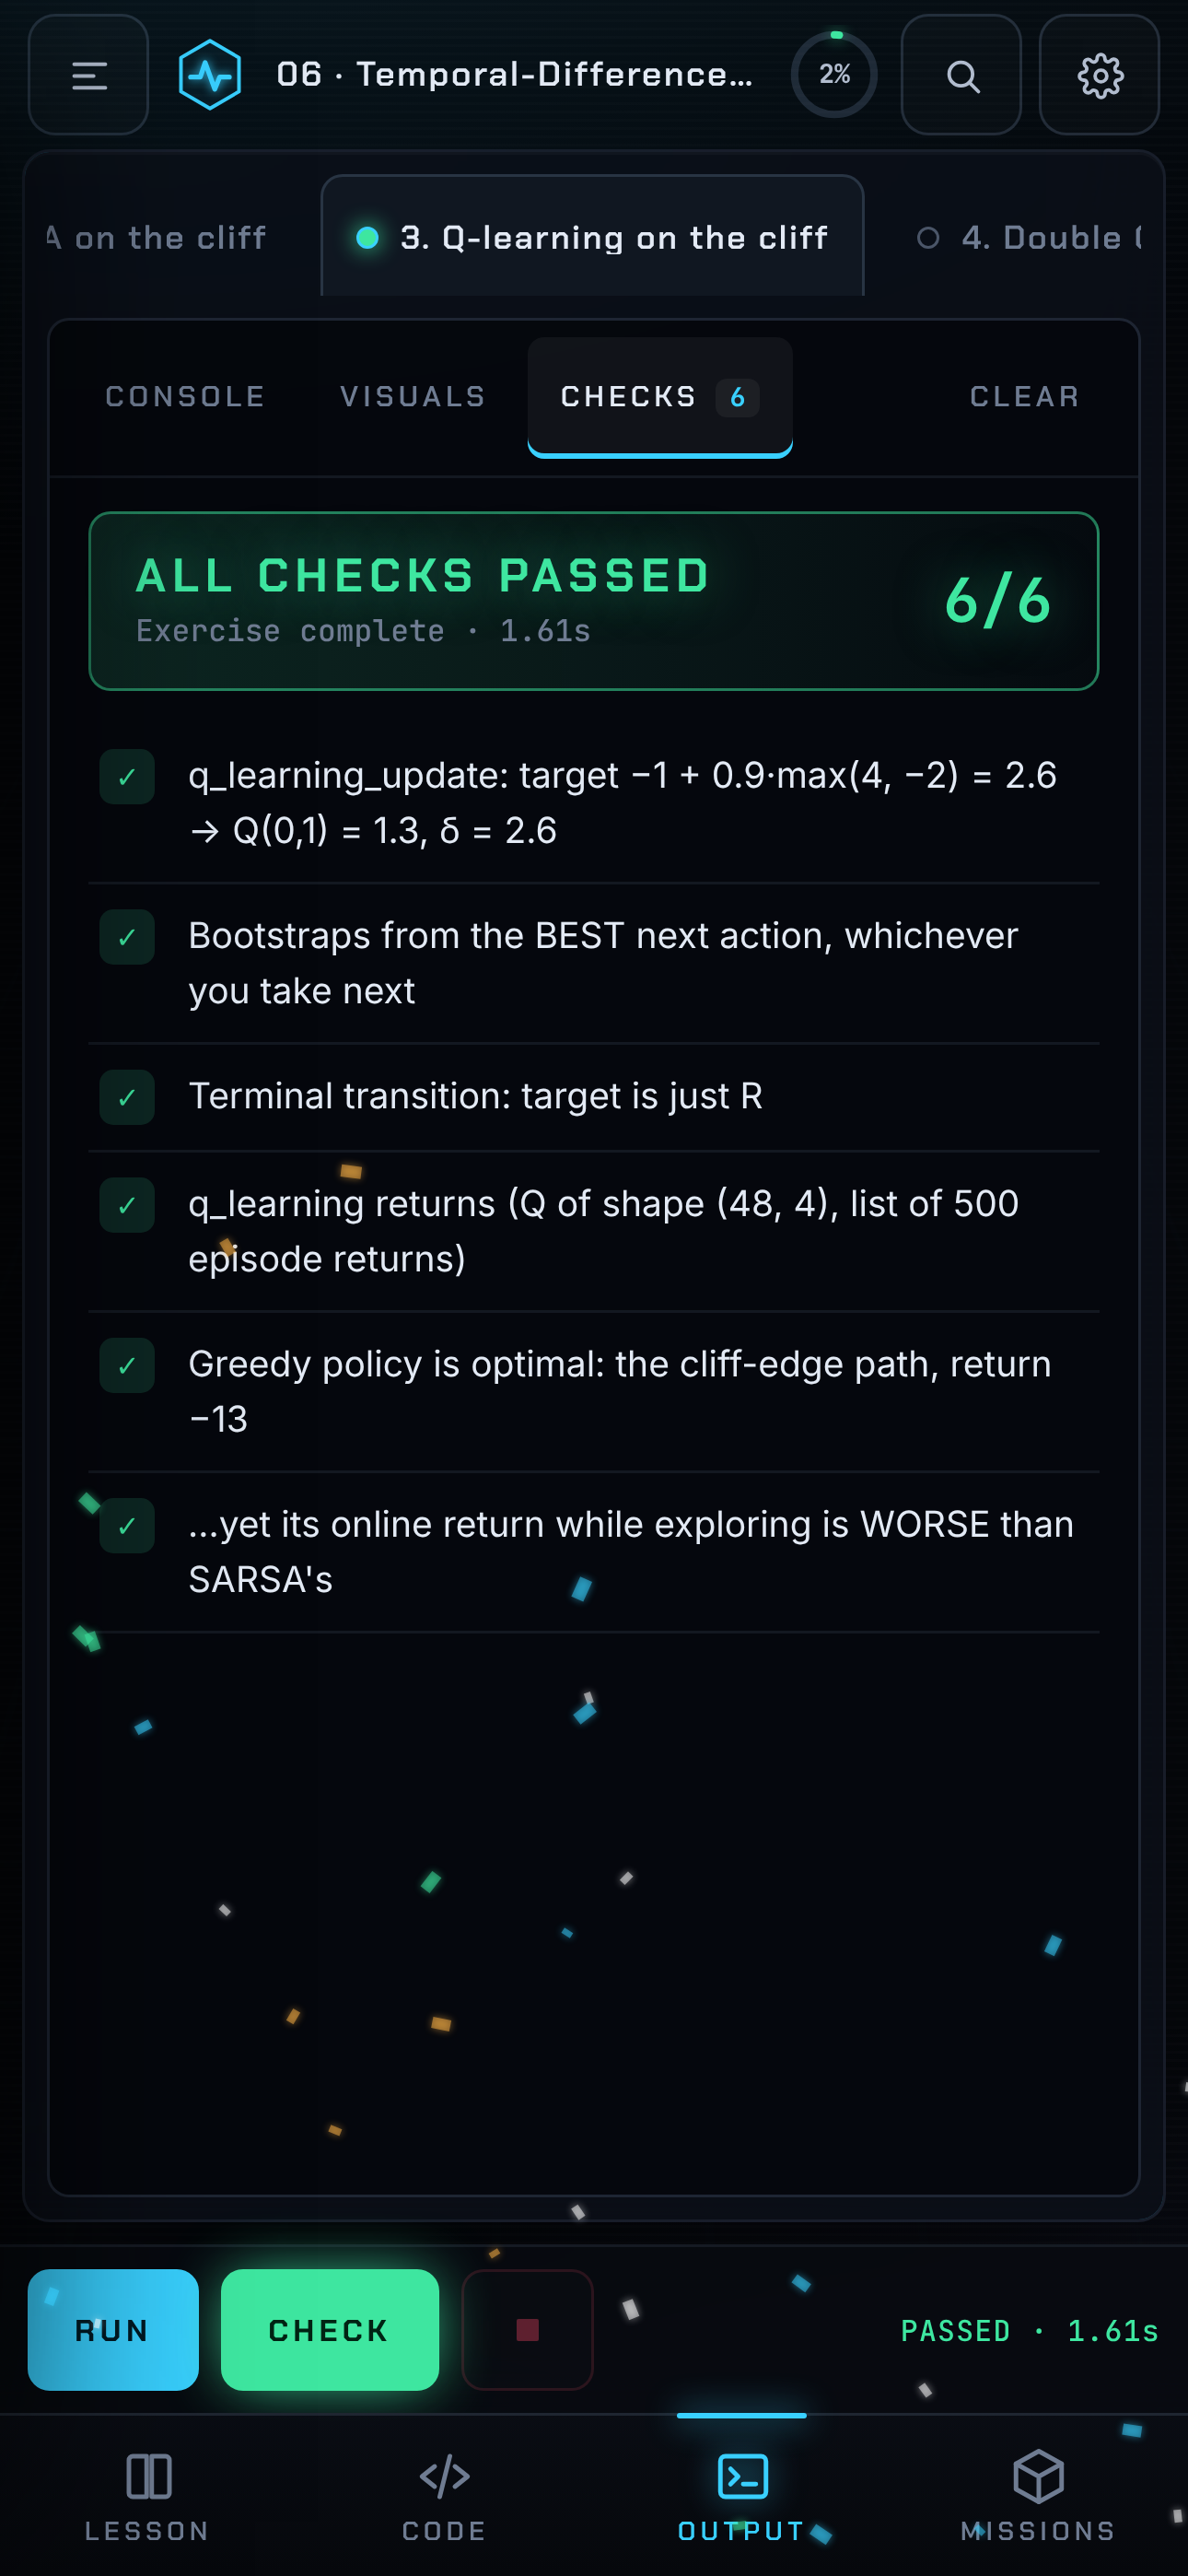 06 · Temporal-Difference...
2%
A on the cliff
3. Q-learning on the cliff
4. Double
CONSOLE
VISUALS
CHECKS 6
CLEAR
ALL CHECKS PASSED
Exercise complete · 1.61s
6/6
✓ q_learning_update: target −1 + 0.9·max(4, −2) = 2.6
→ Q(0,1) = 1.3, δ = 2.6
✓ Bootstraps from the BEST next action, whichever
you take next
✓ Terminal transition: target is just R
✓ q_learning returns (Q of shape (48, 4), list of 500
episode returns)
✓ Greedy policy is optimal: the cliff-edge path, return
−13
✓ ...yet its online return while exploring is WORSE than
SARSA's
RUN
CHECK
PASSED · 1.61s
LESSON
CODE
OUTPUT
MISSIONS